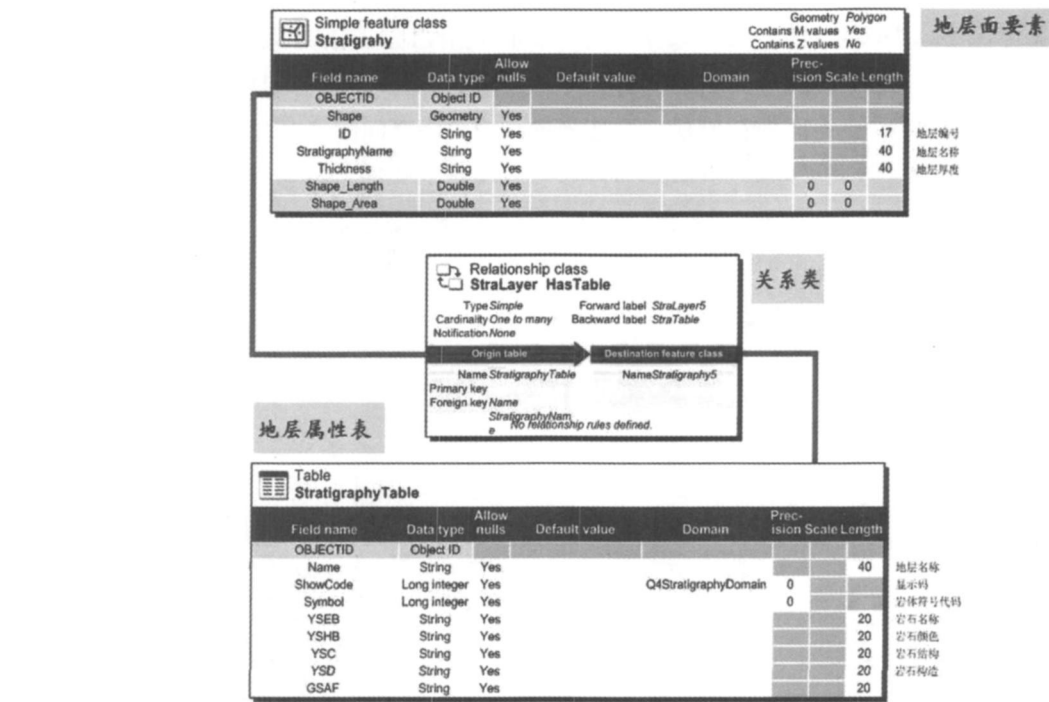 Simple feature class
Stratigrahy
Geometry Polygon
Contains M values Yes
Contains Z values No
地层面要素
Field name Data type Allow nulls Default value Domain Prec-ision Scale Length
OBJECTID Object ID
Shape Geometry Yes
ID String Yes 17 地层编号
StratigraphyName String Yes 40 地层名称
Thickness String Yes 40 地层厚度
Shape_Length Double Yes 0 0
Shape_Area Double Yes 0 0
Relationship class
StraLayer HasTable
关系类
Type Simple Forward label StraLayer5
Cardinality One to many Backward label StraTable
Notification None
Origin table Destination feature class
Name StratigraphyTable NameStratigraphy5
Primary key
Foreign key Name
StratigraphyNam
e No relationship rules defined.
地层属性表
Table
StratigraphyTable
Field name Data type Allow nulls Default value Domain Prec-ision Scale Length
OBJECTID Object ID
Name String Yes 40 地层名称
ShowCode Long integer Yes Q4StratigraphyDomain 0 显示码
Symbol Long integer Yes 0 岩体符号代码
YSEB String Yes 20 岩石名称
YSHB String Yes 20 岩石颜色
YSC String Yes 20 岩石结构
YSD String Yes 20 岩石构造
GSAF String Yes 20